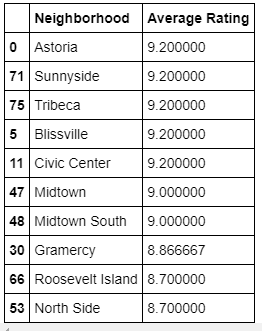 Neighborhood Average Rating
0 Astoria 9.200000
71 Sunnyside 9.200000
75 Tribeca 9.200000
5 Blissville 9.200000
11 Civic Center 9.200000
47 Midtown 9.000000
48 Midtown South 9.000000
30 Gramercy 8.866667
66 Roosevelt Island 8.700000
53 North Side 8.700000